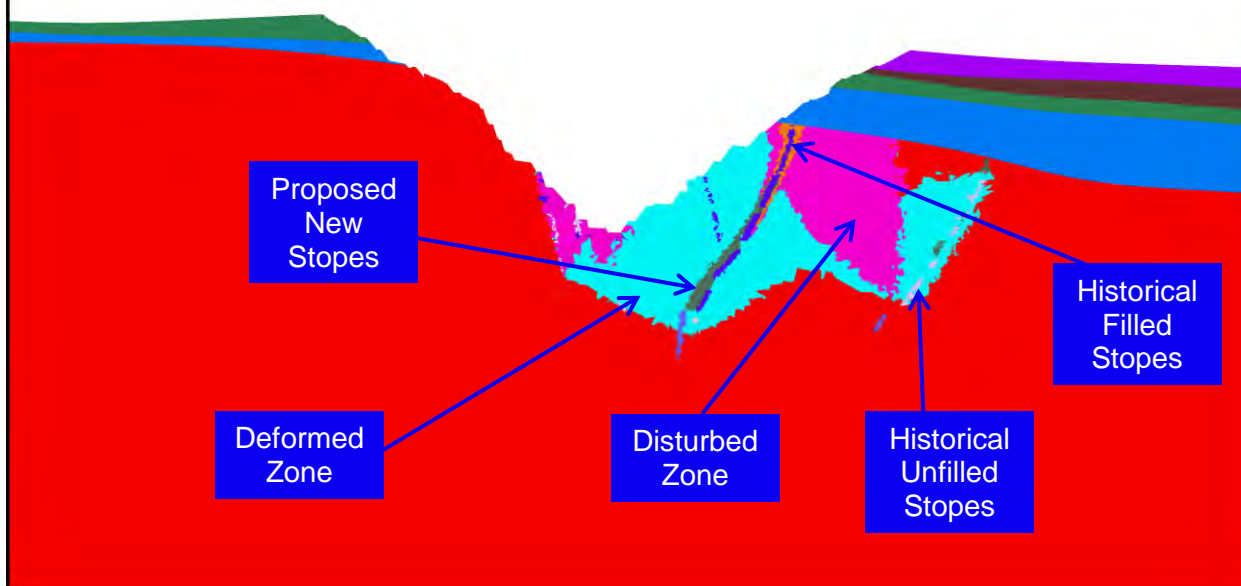 Proposed
New
Stopes
Historical
Filled
Stopes
Deformed
Zone
Disturbed
Zone
Historical
Unfilled
Stopes